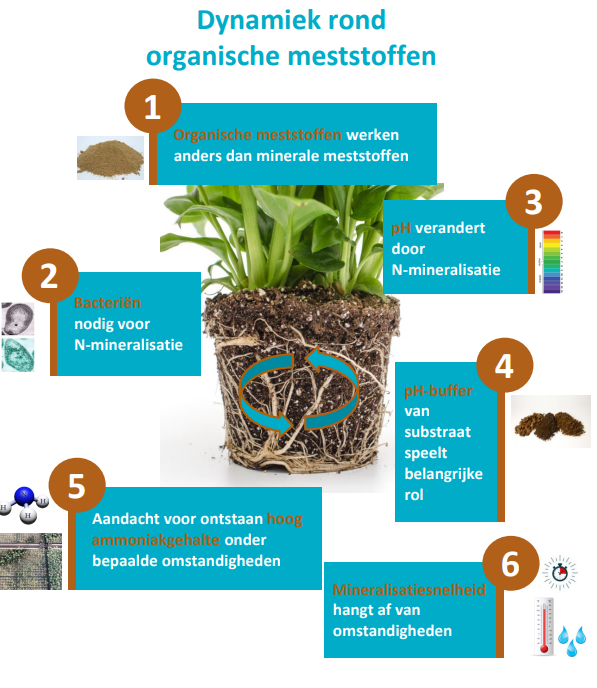 Dynamiek rond
organische meststoffen
1
Organische meststoffen werken
anders dan minerale meststoffen
2
Bacteriën
nodig voor
N-mineralisatie
3
pH verandert
door
N-mineralisatie
4
pH-buffer
van
substraat
speelt
belangrijke
rol
5
Aandacht voor ontstaan hoog
ammoniakgehalte onder
bepaalde omstandigheden
N
H
H
H
6
Mineralisatiesnelheid
hangt af van
omstandigheden